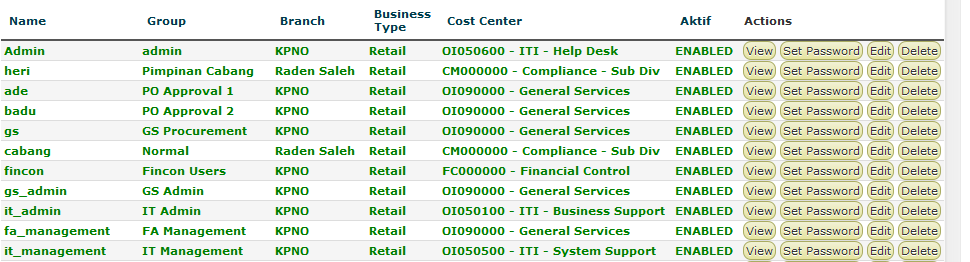 Name Group Branch Business Type Cost Center Aktif Actions
Admin admin KPNO Retail OI050600 - ITI - Help Desk ENABLED View Set Password Edit Delete
heri Pimpinan Cabang Raden Saleh Retail CM000000 - Compliance - Sub Div ENABLED View Set Password Edit Delete
ade PO Approval 1 KPNO Retail OI090000 - General Services ENABLED View Set Password Edit Delete
badu PO Approval 2 KPNO Retail OI090000 - General Services ENABLED View Set Password Edit Delete
gs GS Procurement KPNO Retail OI090000 - General Services ENABLED View Set Password Edit Delete
cabang Normal Raden Saleh Retail CM000000 - Compliance - Sub Div ENABLED View Set Password Edit Delete
fincon Fincon Users KPNO Retail FC000000 - Financial Control ENABLED View Set Password Edit Delete
gs_admin GS Admin KPNO Retail OI090000 - General Services ENABLED View Set Password Edit Delete
it_admin IT Admin KPNO Retail OI050100 - ITI - Business Support ENABLED View Set Password Edit Delete
fa_management FA Management KPNO Retail OI090000 - General Services ENABLED View Set Password Edit Delete
it_management IT Management KPNO Retail OI050500 - ITI - System Support ENABLED View Set Password Edit Delete